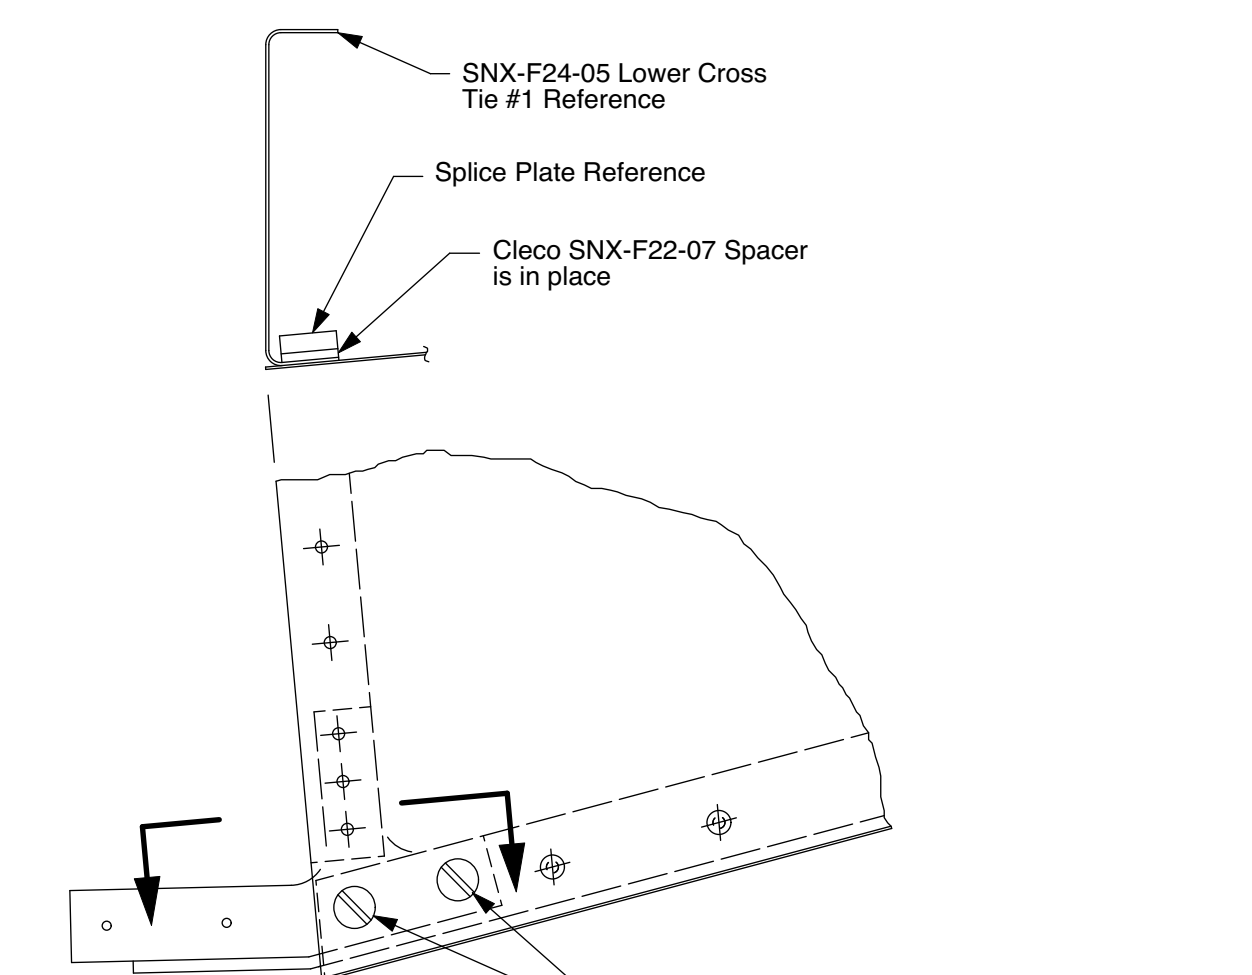 SNX-F24-05 Lower Cross
Tie #1 Reference
Splice Plate Reference
Cleco SNX-F22-07 Spacer
is in place